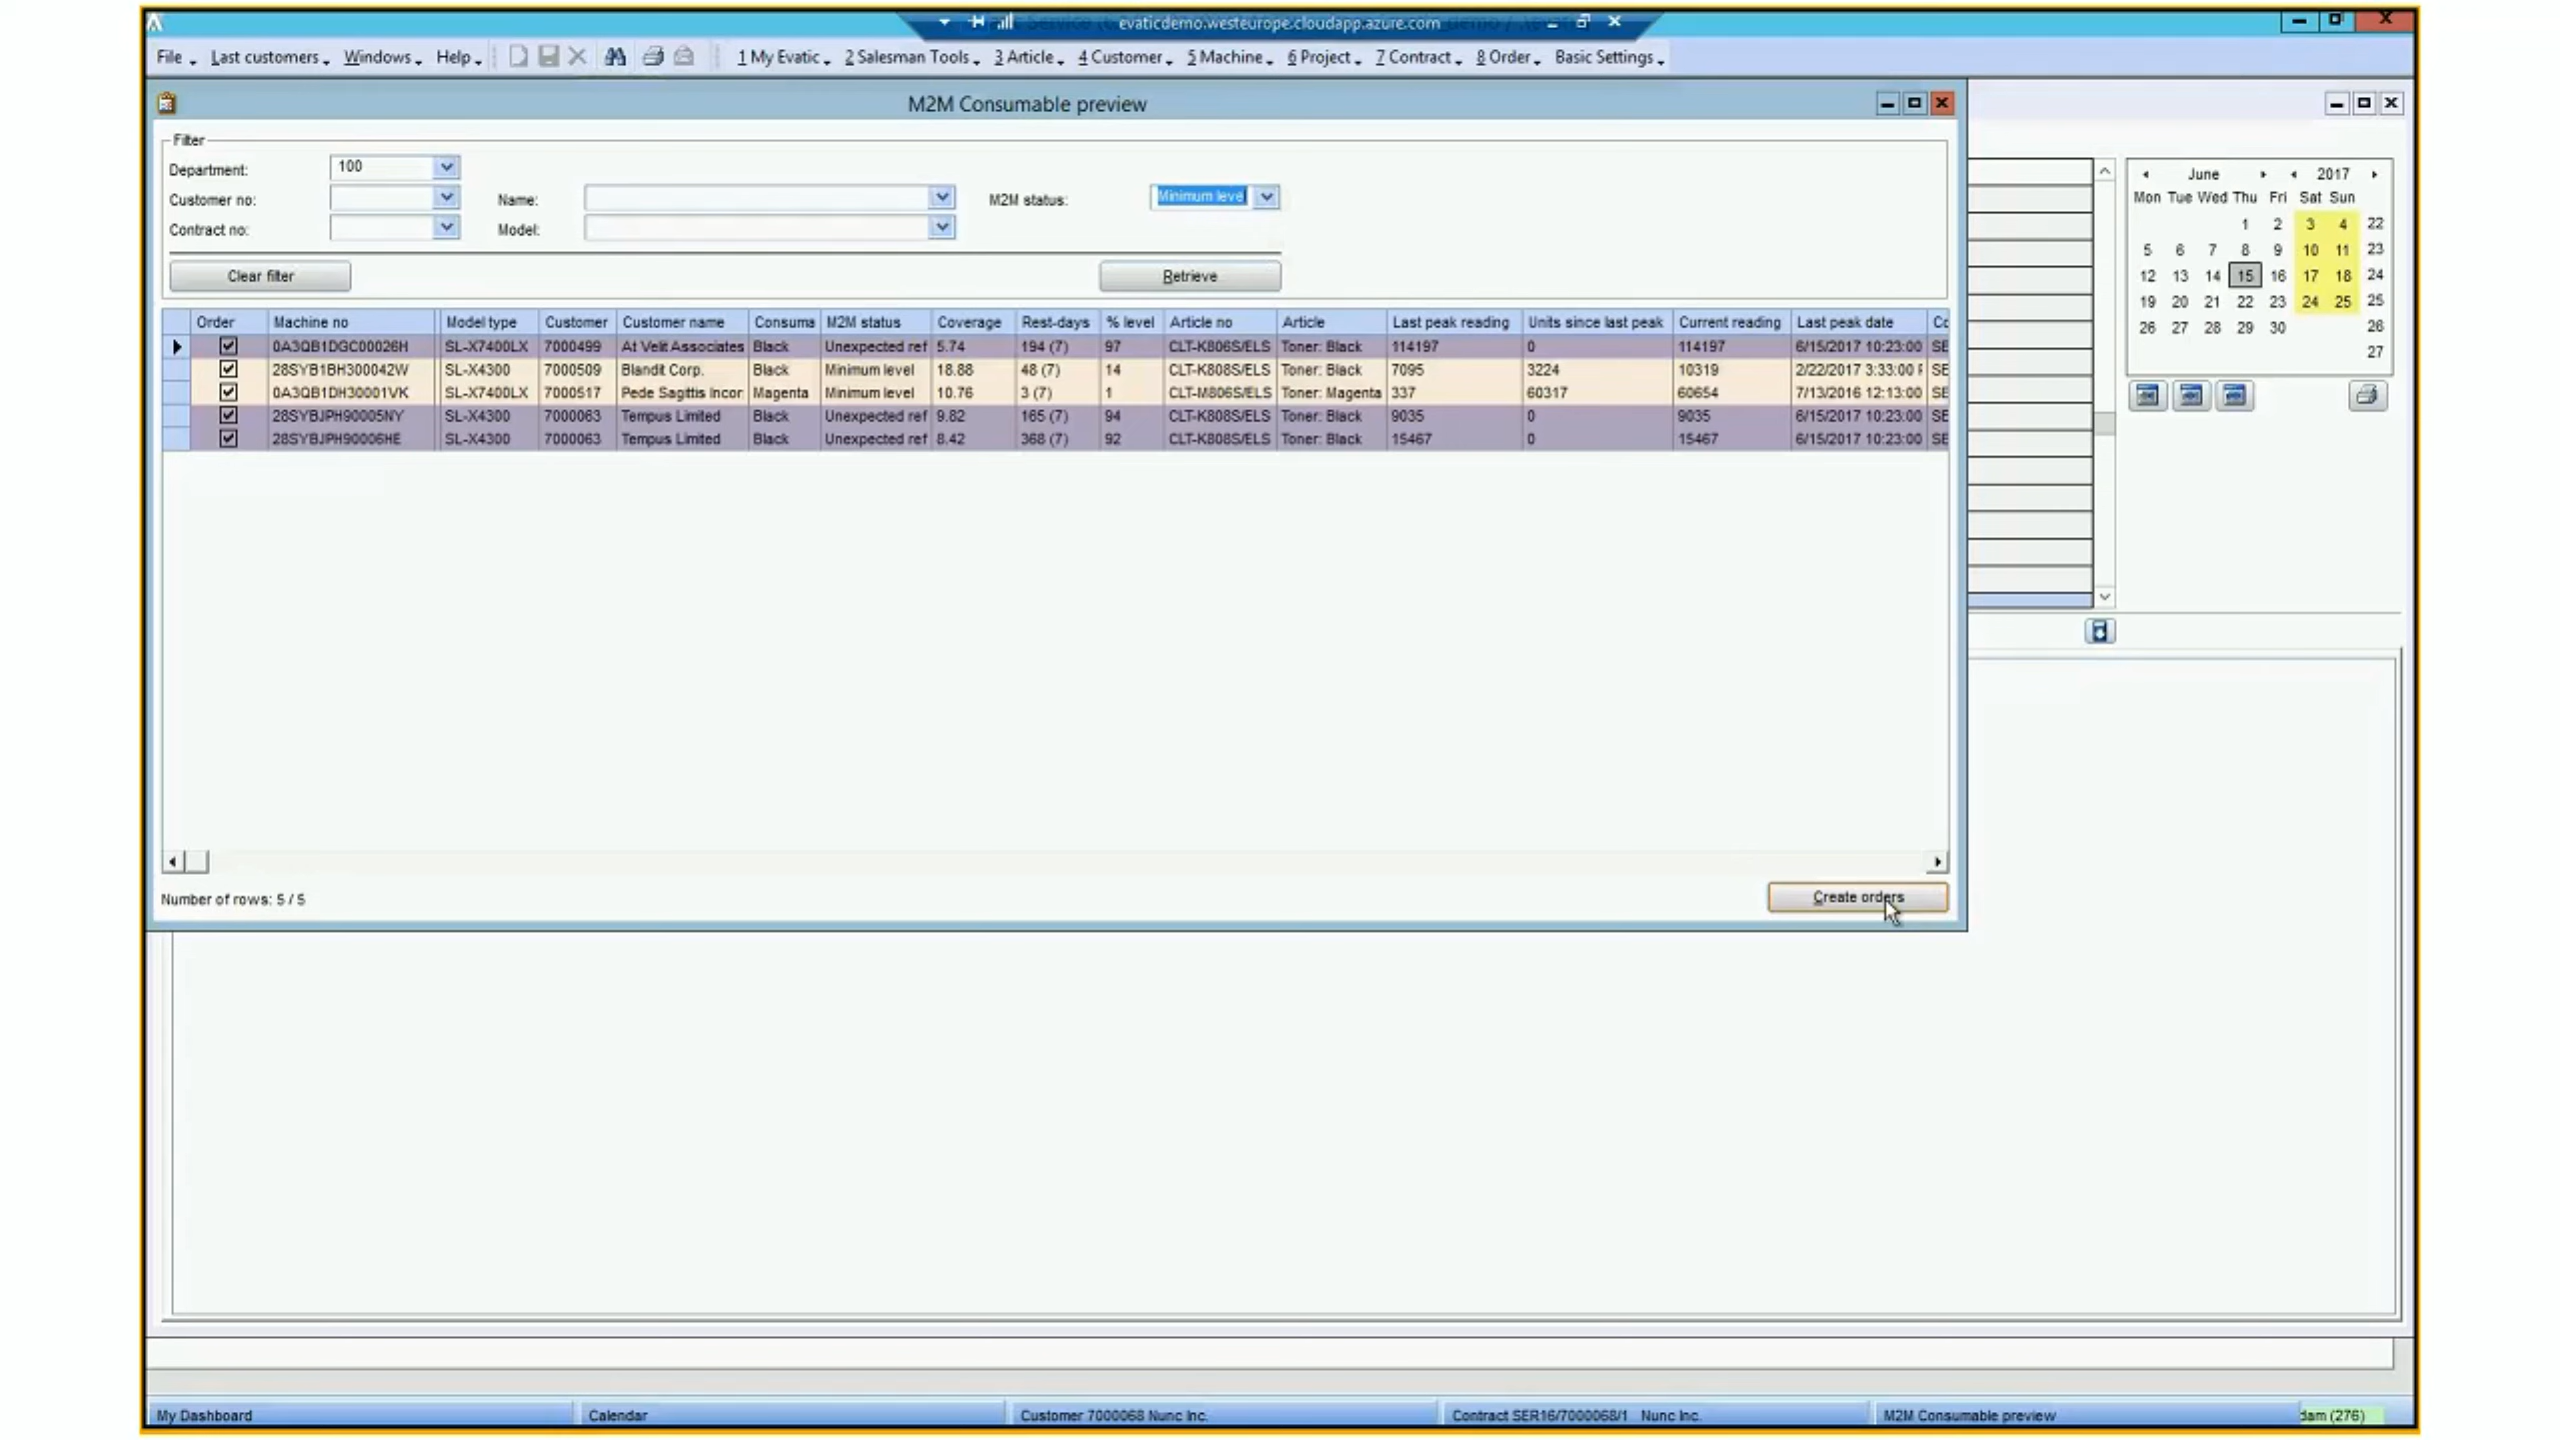 evaticdemo.westeurope.cloudapp.azure.com
File Last customers Windows Help 1 My Evatic 2 Salesman Tools 3 Article 4 Customer 5 Machine 6 Project 7 Contract 8 Order Basic Settings
M2M Consumable preview
Filter
Department: 100
Customer no: Name: M2M status: Minimum level
Contract no: Model:
Clear filter Retrieve
Order Machine no Model type Customer Customer name Consuma M2M status Coverage Rest-days % level Article no Article Last peak reading Units since last peak Current reading Last peak date Co
0A3QB1DGC00026H SL-X7400LX 7000499 At Velit Associates Black Unexpected ref 5.74 194 (7) 97 CLT-K806S/ELS Toner: Black 114197 0 114197 6/15/2017 10:23:00 SE
28SYB1BH300042W SL-X4300 7000509 Blandit Corp. Black Minimum level 18.88 48 (7) 14 CLT-K808S/ELS Toner: Black 7095 3224 10319 2/22/2017 3:33:00 SE
0A3QB1DH30001VK SL-X7400LX 7000517 Pede Sagittis Incor Magenta Minimum level 10.76 3 (7) 1 CLT-M806S/ELS Toner: Magenta 337 60317 60654 7/13/2016 12:13:00 SE
28SYBJPH90005NY SL-X4300 7000063 Tempus Limited Black Unexpected ref 9.82 165 (7) 94 CLT-K808S/ELS Toner: Black 9035 0 9035 6/15/2017 10:23:00 SE
28SYBJPH90006HE SL-X4300 7000063 Tempus Limited Black Unexpected ref 8.42 368 (7) 92 CLT-K808S/ELS Toner: Black 15467 0 15467 6/15/2017 10:23:00 SE
Number of rows: 5 / 5
Create orders
June 2017
Mon Tue Wed Thu Fri Sat Sun
1 2 3 4 22
5 6 7 8 9 10 11 23
12 13 14 15 16 17 18 24
19 20 21 22 23 24 25 25
26 27 28 29 30 26
27
My Dashboard Calendar Customer 7000068 Nunc Inc. Contract SER16/7000068/1 Nunc Inc. M2M Consumable preview dam (276)